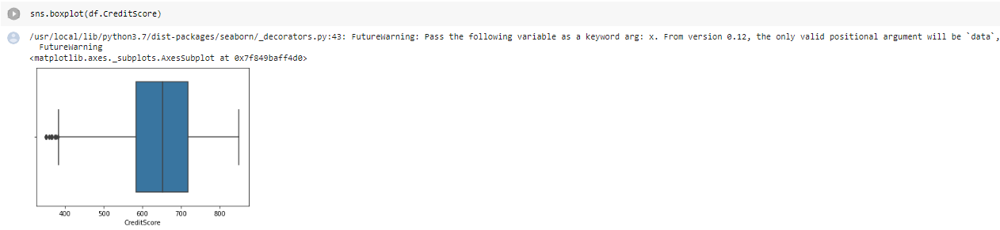 sns.boxplot(df.CreditScore)
/usr/local/lib/python3.7/dist-packages/seaborn/_decorators.py:43: FutureWarning: Pass the following variable as a keyword arg: x. From version 0.12, the only valid positional argument will be `data`,
FutureWarning
<matplotlib.axes._subplots.AxesSubplot at 0x7f849baff4d0>
400 500 600 700 800
CreditScore